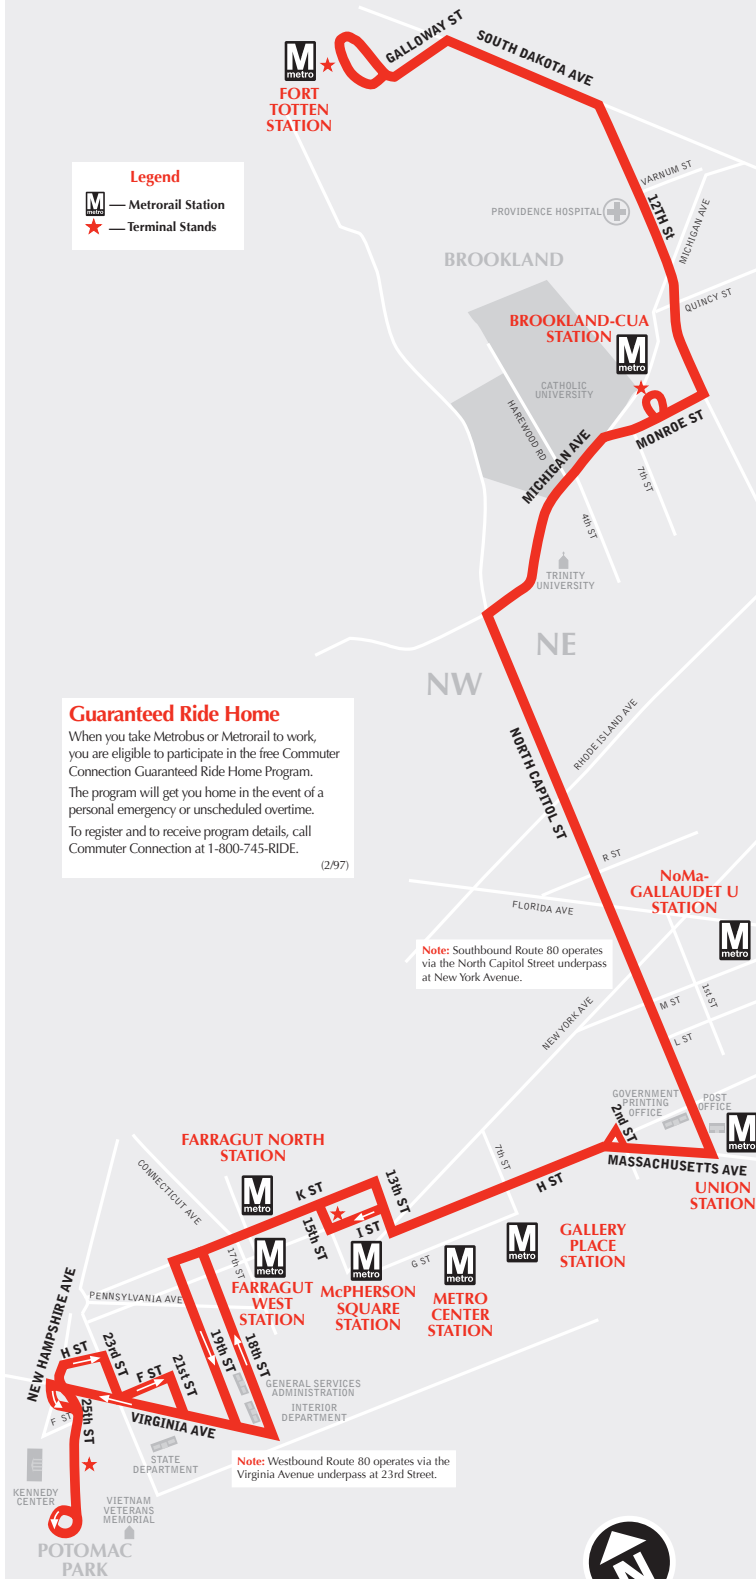 GALLOWAY ST
SOUTH DAKOTA AVE
M
metro
FORT
TOTTEN
STATION
Legend
M
metro
— Metrorail Station
— Terminal Stands
VARNUM ST
12TH St
MICHIGAN AVE
PROVIDENCE HOSPITAL
BROOKLAND
QUINCY ST
BROOKLAND-CUA
STATION
M
metro
CATHOLIC
UNIVERSITY
HAREWOOD RD
MONROE ST
MICHIGAN AVE
7th ST
4th ST
TRINITY
UNIVERSITY
NE
NW
Guaranteed Ride Home
When you take Metrobus or Metrorail to work,
you are eligible to participate in the free Commuter
Connection Guaranteed Ride Home Program.
The program will get you home in the event of a
personal emergency or unscheduled overtime.
To register and to receive program details, call
Commuter Connection at 1-800-745-RIDE.
(2/97)
RHODE ISLAND AVE
NORTH CAPITOL ST
R ST
NoMa-
GALLAUDET U
STATION
M
metro
FLORIDA AVE
Note: Southbound Route 80 operates
via the North Capitol Street underpass
at New York Avenue.
NEW YORK AVE
M ST
1st ST
L ST
GOVERNMENT
PRINTING
OFFICE
POST
OFFICE
2nd ST
M
metro
MASSACHUSETTS AVE
UNION
STATION
FARRAGUT NORTH
STATION
M
metro
CONNECTICUT AVE
K ST
13th ST
7th ST
H ST
15th ST
I ST
17th ST
M
metro
FARRAGUT
WEST
STATION
M
metro
McPHERSON
SQUARE
STATION
G ST
M
metro
METRO
CENTER
STATION
M
metro
GALLERY
PLACE
STATION
PENNSYLVANIA AVE
NEW HAMPSHIRE AVE
H ST
23rd ST
F ST
21st ST
19th ST
18th ST
GENERAL SERVICES
ADMINISTRATION
INTERIOR
DEPARTMENT
F ST
25th ST
VIRGINIA AVE
STATE
DEPARTMENT
Note: Westbound Route 80 operates via the
Virginia Avenue underpass at 23rd Street.
KENNEDY
CENTER
VIETNAM
VETERANS
MEMORIAL
POTOMAC
PARK
N